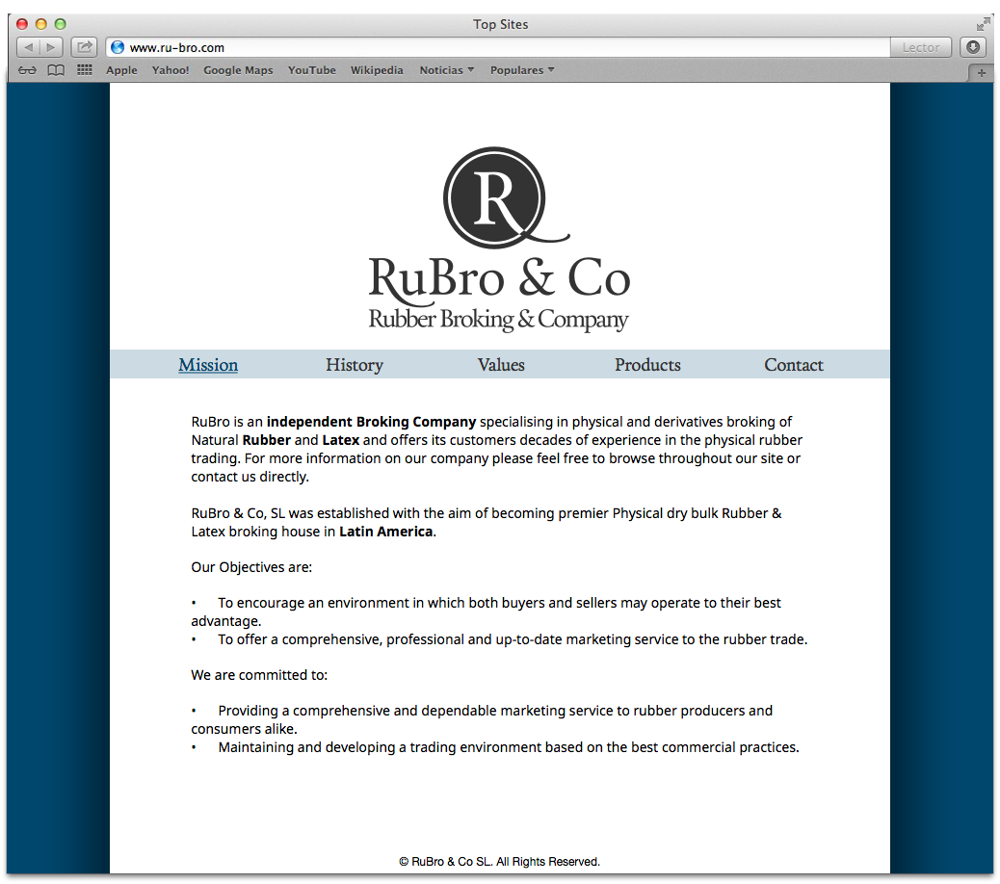 Top Sites
www.ru-bro.com
Lector
Apple Yahoo! Google Maps YouTube Wikipedia Noticias Populares
R
RuBro & Co
Rubber Broking & Company
Mission History Values Products Contact
RuBro is an independent Broking Company specialising in physical and derivatives broking of
Natural Rubber and Latex and offers its customers decades of experience in the physical rubber
trading. For more information on our company please feel free to browse throughout our site or
contact us directly.
RuBro & Co, SL was established with the aim of becoming premier Physical dry bulk Rubber &
Latex broking house in Latin America.
Our Objectives are:
• To encourage an environment in which both buyers and sellers may operate to their best
advantage.
• To offer a comprehensive, professional and up-to-date marketing service to the rubber trade.
We are committed to:
• Providing a comprehensive and dependable marketing service to rubber producers and
consumers alike.
• Maintaining and developing a trading environment based on the best commercial practices.
© RuBro & Co SL. All Rights Reserved.